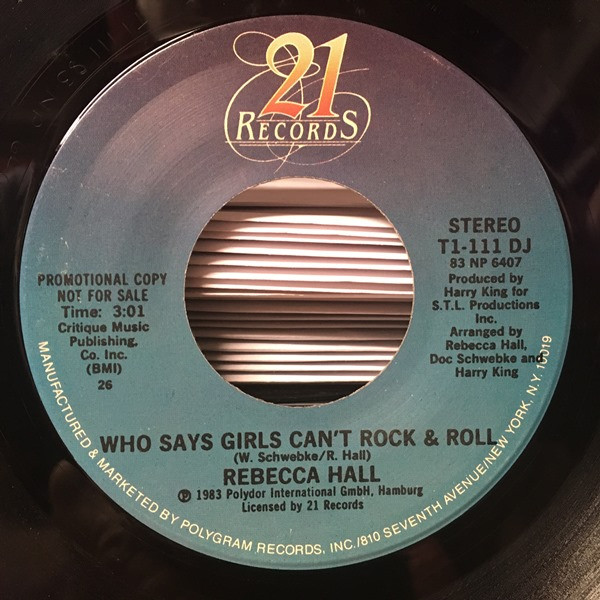 21
RECORDS
STEREO
T1-111 DJ
83 NP 6407
Produced by
Harry King for
S.T.L. Productions
Inc.
Arranged by
Rebecca Hall,
Doc Schwebke and
Harry King
PROMOTIONAL COPY
NOT FOR SALE
Time: 3:01
Critique Music
Publishing,
Co. Inc.
(BMI)
26
WHO SAYS GIRLS CAN'T ROCK & ROLL
(W. Schwebke/R. Hall)
REBECCA HALL
℗ 1983 Polydor International GmbH, Hamburg
Licensed by 21 Records
MANUFACTURED & MARKETED BY POLYGRAM RECORDS, INC./810 SEVENTH AVENUE/NEW YORK, N.Y. 10019